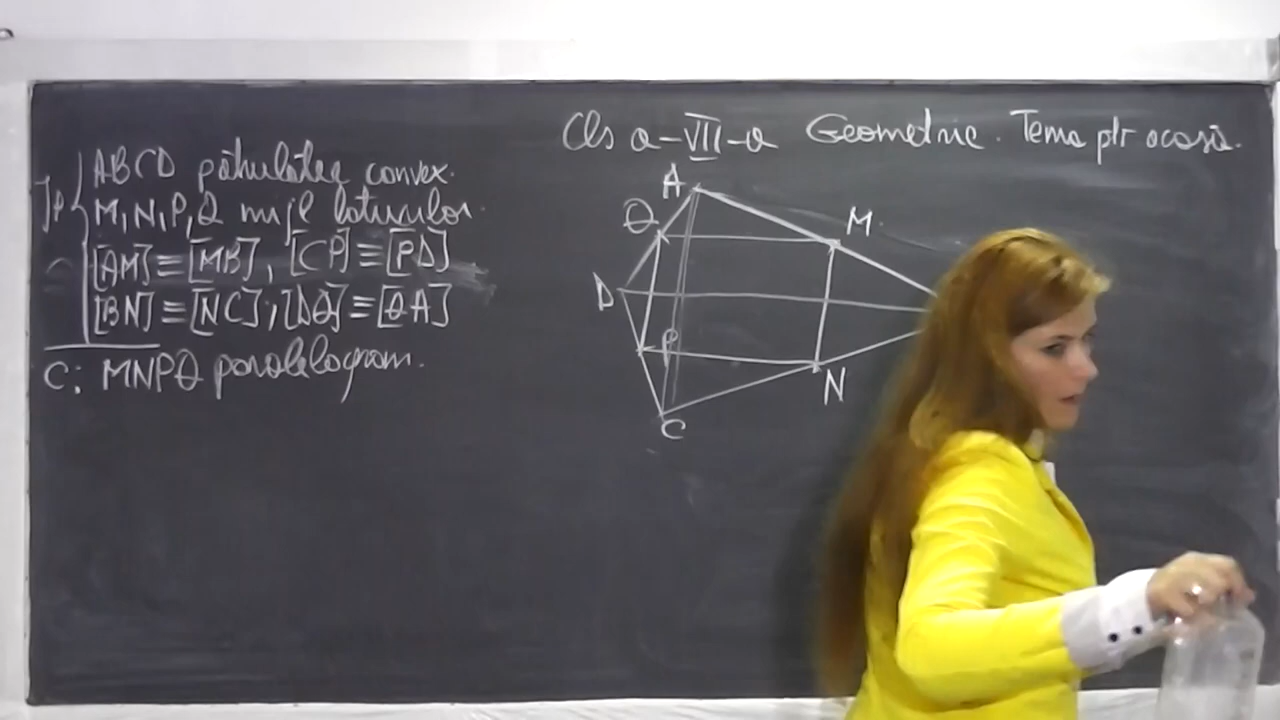 Cls a-VII-a Geometrie. Tema ptr acasă.
Ip
ABCD patrulater convex.
M,N,P,Q mijl laturilor.
[AM]≡[MB], [CP]≡[PD]
[BN]≡[NC]; [DQ]≡[QA]
C: MNPQ paralelogram.
A
Q
M
D
P
N
C